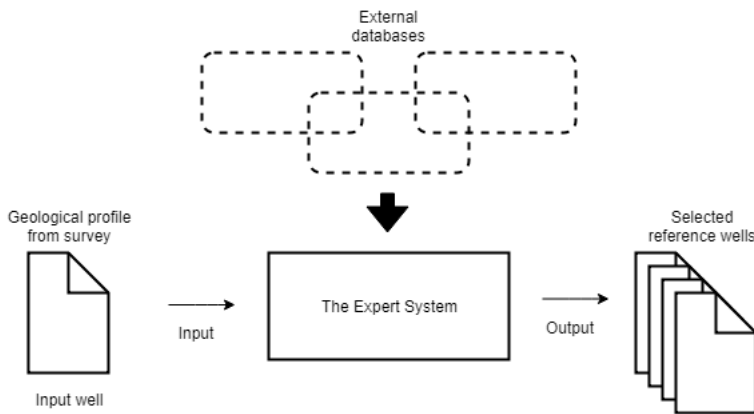 External
databases
Geological profile
from survey
Selected
reference wells
The Expert System
Input
Output
Input well